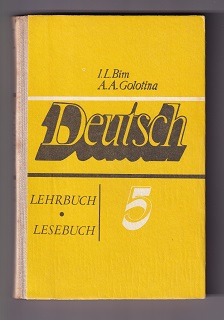 I.L.Bim
A.A.Golotina
Deutsch
LEHRBUCH
•
LESEBUCH
5